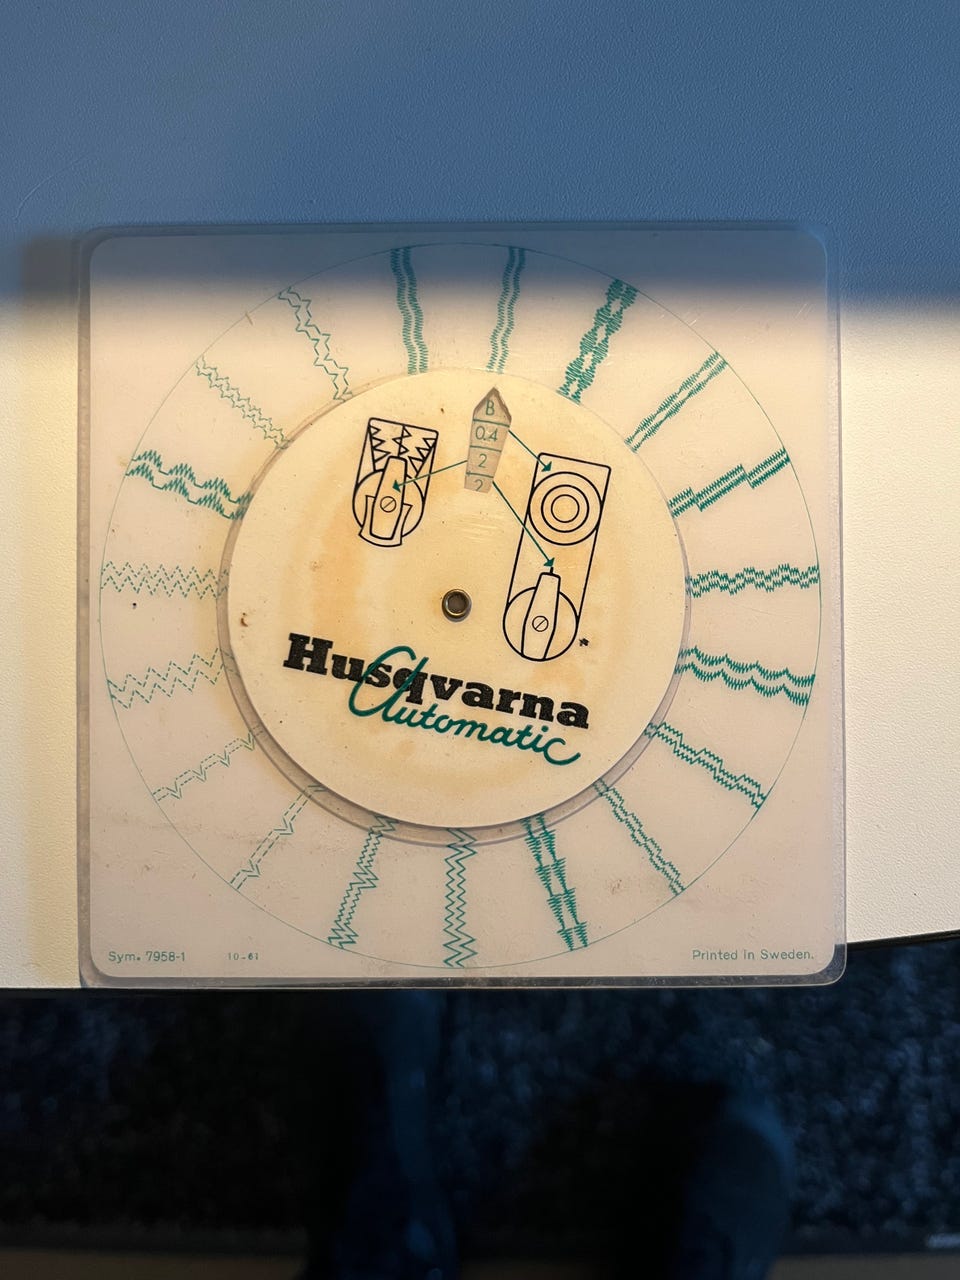 B
0.4
2
2
Husqvarna
Automatic
Sym. 7958-1 10-61 Printed in Sweden.